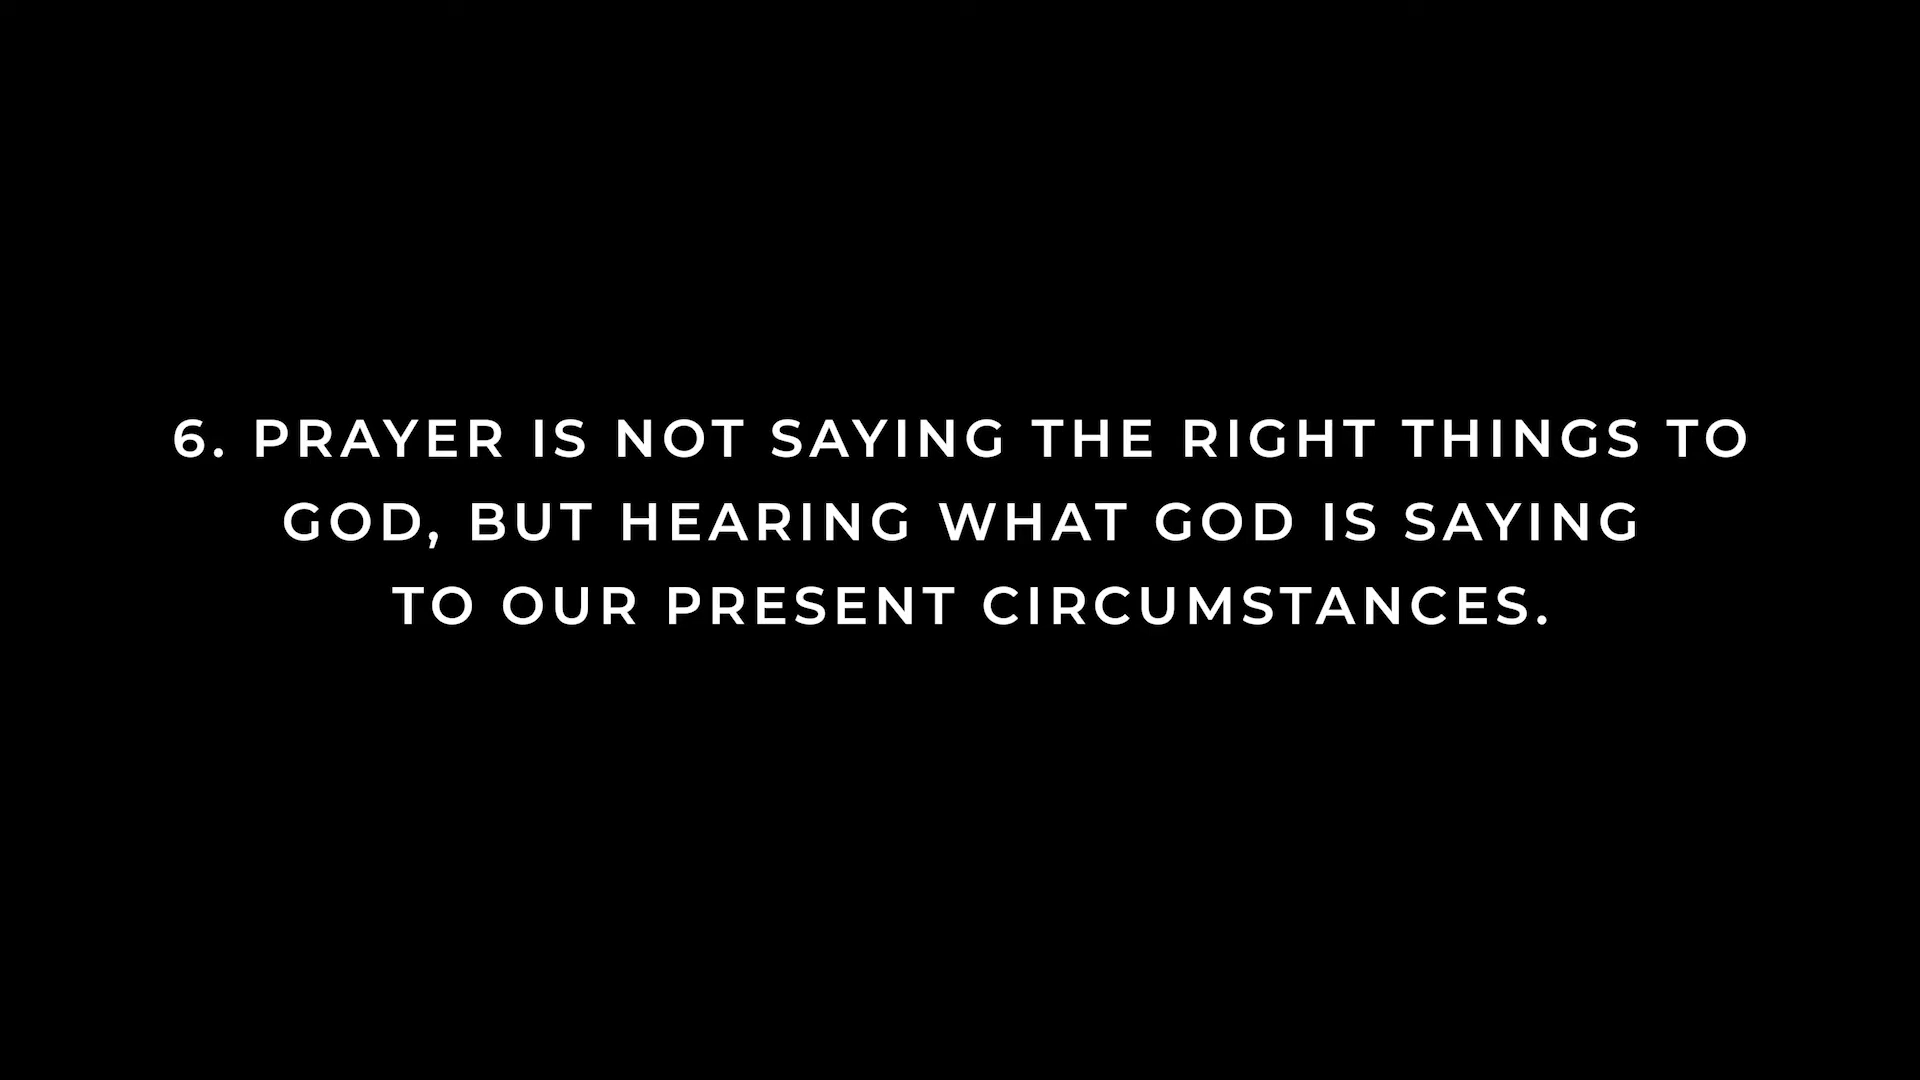 6. PRAYER IS NOT SAYING THE RIGHT THINGS TO
GOD, BUT HEARING WHAT GOD IS SAYING
TO OUR PRESENT CIRCUMSTANCES.